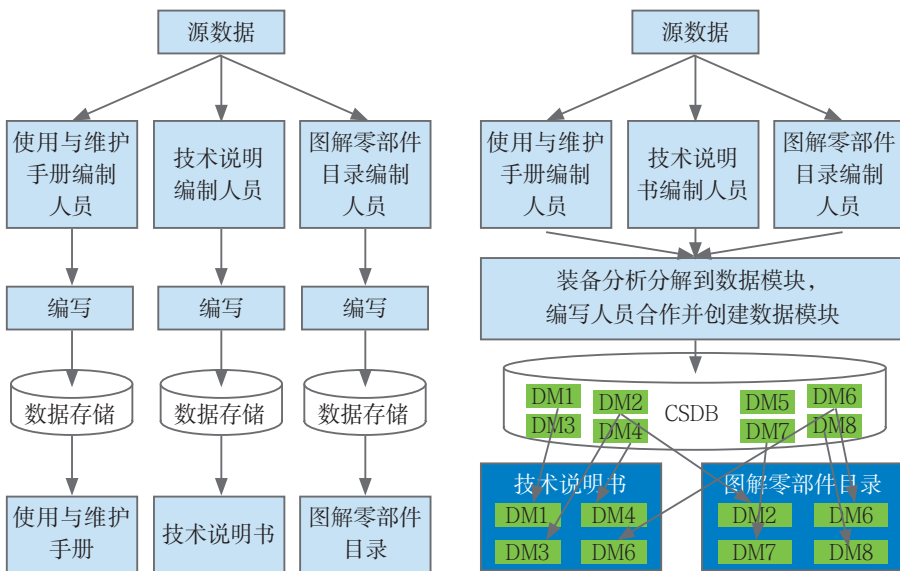 源数据
使用与维护
手册编制
人员
技术说明
编制人员
图解零部件
目录编制
人员
编写
编写
编写
数据存储
数据存储
数据存储
使用与维护
手册
技术说明书
图解零部件
目录
源数据
使用与维护
手册编制
人员
技术说明
书编制人员
图解零部件
目录编制
人员
装备分析分解到数据模块，
编写人员合作并创建数据模块
DM1
DM2
DM5
DM6
CSDB
DM3
DM4
DM7
DM8
技术说明书
DM1
DM4
DM3
DM6
图解零部件目录
DM2
DM6
DM7
DM8